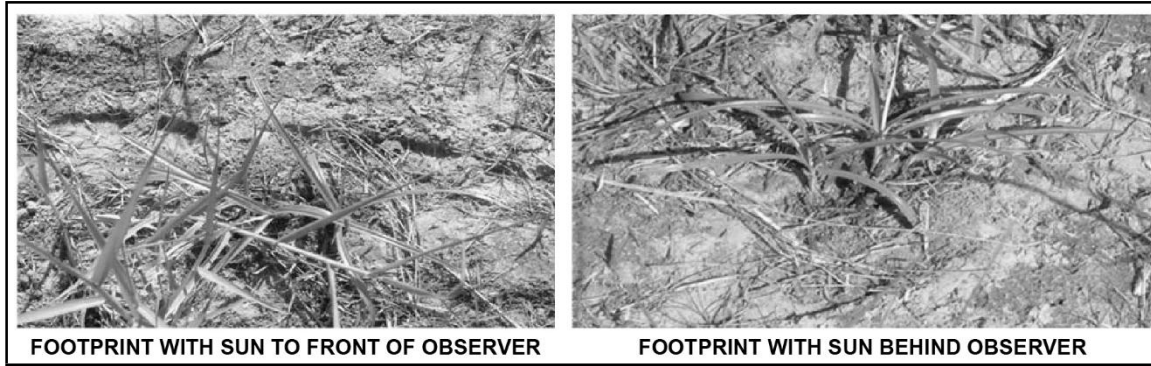 FOOTPRINT WITH SUN TO FRONT OF OBSERVER
FOOTPRINT WITH SUN BEHIND OBSERVER